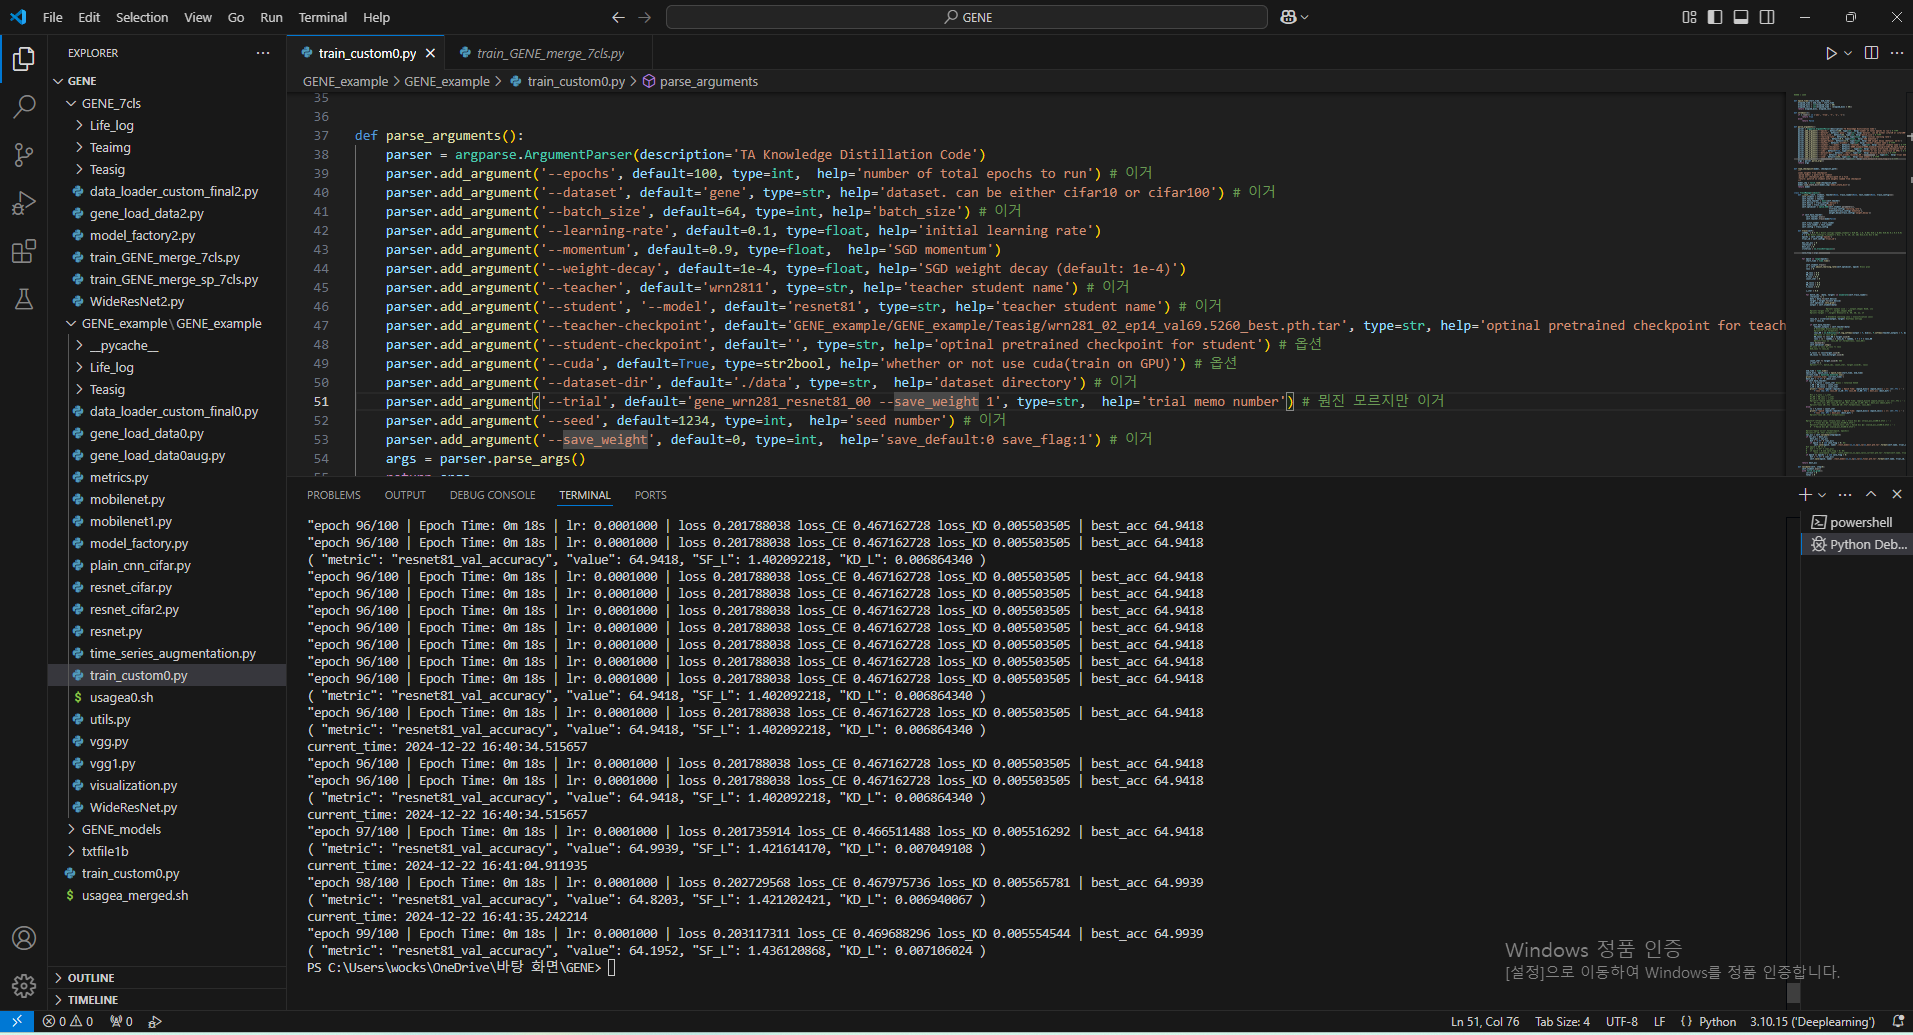 File Edit Selection View Go Run Terminal Help
GENE
EXPLORER
GENE
GENE_7cls
Life_log
Teaimg
Teasig
data_loader_custom_final2.py
gene_load_data2.py
model_factory2.py
train_GENE_merge_7cls.py
train_GENE_merge_sp_7cls.py
WideResNet2.py
GENE_example\GENE_example
__pycache__
Life_log
Teasig
data_loader_custom_final0.py
gene_load_data0.py
gene_load_data0aug.py
metrics.py
mobilenet.py
mobilenet1.py
model_factory.py
plain_cnn_cifar.py
resnet_cifar.py
resnet_cifar2.py
resnet.py
time_series_augmentation.py
train_custom0.py
usagea0.sh
utils.py
vgg.py
vgg1.py
visualization.py
WideResNet.py
GENE_models
txtfile1b
train_custom0.py
usagea_merged.sh
OUTLINE
TIMELINE
train_custom0.py train_GENE_merge_7cls.py
GENE_example > GENE_example > train_custom0.py > parse_arguments
35
36
37 def parse_arguments():
38 parser = argparse.ArgumentParser(description='TA Knowledge Distillation Code')
39 parser.add_argument('--epochs', default=100, type=int,  help='number of total epochs to run') # 이거
40 parser.add_argument('--dataset', default='gene', type=str, help='dataset. can be either cifar10 or cifar100') # 이거
41 parser.add_argument('--batch_size', default=64, type=int, help='batch_size') # 이거
42 parser.add_argument('--learning-rate', default=0.1, type=float, help='initial learning rate')
43 parser.add_argument('--momentum', default=0.9, type=float,  help='SGD momentum')
44 parser.add_argument('--weight-decay', default=1e-4, type=float, help='SGD weight decay (default: 1e-4)')
45 parser.add_argument('--teacher', default='wrn2811', type=str, help='teacher student name') # 이거
46 parser.add_argument('--student', '--model', default='resnet81', type=str, help='teacher student name') # 이거
47 parser.add_argument('--teacher-checkpoint', default='GENE_example/GENE_example/Teasig/wrn281_02_ep14_val69.5260_best.pth.tar', type=str, help='optinal pretrained checkpoint for teach
48 parser.add_argument('--student-checkpoint', default='', type=str, help='optinal pretrained checkpoint for student') # 옵션
49 parser.add_argument('--cuda', default=True, type=str2bool, help='whether or not use cuda(train on GPU)') # 옵션
50 parser.add_argument('--dataset-dir', default='./data', type=str,  help='dataset directory') # 이거
51 parser.add_argument('--trial', default='gene_wrn281_resnet81_00 --save_weight 1', type=str,  help='trial memo number') # 뭔진 모르지만 이거
52 parser.add_argument('--seed', default=1234, type=int,  help='seed number') # 이거
53 parser.add_argument('--save_weight', default=0, type=int,  help='save_default:0 save_flag:1') # 이거
54 args = parser.parse_args()
PROBLEMS OUTPUT DEBUG CONSOLE TERMINAL PORTS
powershell
Python Deb...
"epoch 96/100 | Epoch Time: 0m 18s | lr: 0.0001000 | loss 0.201788038 loss_CE 0.467162728 loss_KD 0.005503505 | best_acc 64.9418
"epoch 96/100 | Epoch Time: 0m 18s | lr: 0.0001000 | loss 0.201788038 loss_CE 0.467162728 loss_KD 0.005503505 | best_acc 64.9418
( "metric": "resnet81_val_accuracy", "value": 64.9418, "SF_L": 1.402092218, "KD_L": 0.006864340 )
"epoch 96/100 | Epoch Time: 0m 18s | lr: 0.0001000 | loss 0.201788038 loss_CE 0.467162728 loss_KD 0.005503505 | best_acc 64.9418
"epoch 96/100 | Epoch Time: 0m 18s | lr: 0.0001000 | loss 0.201788038 loss_CE 0.467162728 loss_KD 0.005503505 | best_acc 64.9418
"epoch 96/100 | Epoch Time: 0m 18s | lr: 0.0001000 | loss 0.201788038 loss_CE 0.467162728 loss_KD 0.005503505 | best_acc 64.9418
"epoch 96/100 | Epoch Time: 0m 18s | lr: 0.0001000 | loss 0.201788038 loss_CE 0.467162728 loss_KD 0.005503505 | best_acc 64.9418
"epoch 96/100 | Epoch Time: 0m 18s | lr: 0.0001000 | loss 0.201788038 loss_CE 0.467162728 loss_KD 0.005503505 | best_acc 64.9418
"epoch 96/100 | Epoch Time: 0m 18s | lr: 0.0001000 | loss 0.201788038 loss_CE 0.467162728 loss_KD 0.005503505 | best_acc 64.9418
"epoch 96/100 | Epoch Time: 0m 18s | lr: 0.0001000 | loss 0.201788038 loss_CE 0.467162728 loss_KD 0.005503505 | best_acc 64.9418
( "metric": "resnet81_val_accuracy", "value": 64.9418, "SF_L": 1.402092218, "KD_L": 0.006864340 )
"epoch 96/100 | Epoch Time: 0m 18s | lr: 0.0001000 | loss 0.201788038 loss_CE 0.467162728 loss_KD 0.005503505 | best_acc 64.9418
( "metric": "resnet81_val_accuracy", "value": 64.9418, "SF_L": 1.402092218, "KD_L": 0.006864340 )
current_time: 2024-12-22 16:40:34.515657
"epoch 96/100 | Epoch Time: 0m 18s | lr: 0.0001000 | loss 0.201788038 loss_CE 0.467162728 loss_KD 0.005503505 | best_acc 64.9418
"epoch 96/100 | Epoch Time: 0m 18s | lr: 0.0001000 | loss 0.201788038 loss_CE 0.467162728 loss_KD 0.005503505 | best_acc 64.9418
( "metric": "resnet81_val_accuracy", "value": 64.9418, "SF_L": 1.402092218, "KD_L": 0.006864340 )
current_time: 2024-12-22 16:40:34.515657
"epoch 97/100 | Epoch Time: 0m 18s | lr: 0.0001000 | loss 0.201735914 loss_CE 0.466511488 loss_KD 0.005516292 | best_acc 64.9418
( "metric": "resnet81_val_accuracy", "value": 64.9939, "SF_L": 1.421614170, "KD_L": 0.007049108 )
current_time: 2024-12-22 16:41:04.911935
"epoch 98/100 | Epoch Time: 0m 18s | lr: 0.0001000 | loss 0.202729568 loss_CE 0.467975736 loss_KD 0.005565781 | best_acc 64.9939
( "metric": "resnet81_val_accuracy", "value": 64.8203, "SF_L": 1.421202421, "KD_L": 0.006940067 )
current_time: 2024-12-22 16:41:35.242214
"epoch 99/100 | Epoch Time: 0m 18s | lr: 0.0001000 | loss 0.203117311 loss_CE 0.469688296 loss_KD 0.005554544 | best_acc 64.9939
( "metric": "resnet81_val_accuracy", "value": 64.1952, "SF_L": 1.436120868, "KD_L": 0.007106024 )
PS C:\Users\wocks\OneDrive\바탕 화면\GENE>
Windows 정품 인증
[설정]으로 이동하여 Windows를 정품 인증합니다.
0 0 0
Ln 51, Col 76 Tab Size: 4 UTF-8 LF {} Python 3.10.15 ('Deeplearning')